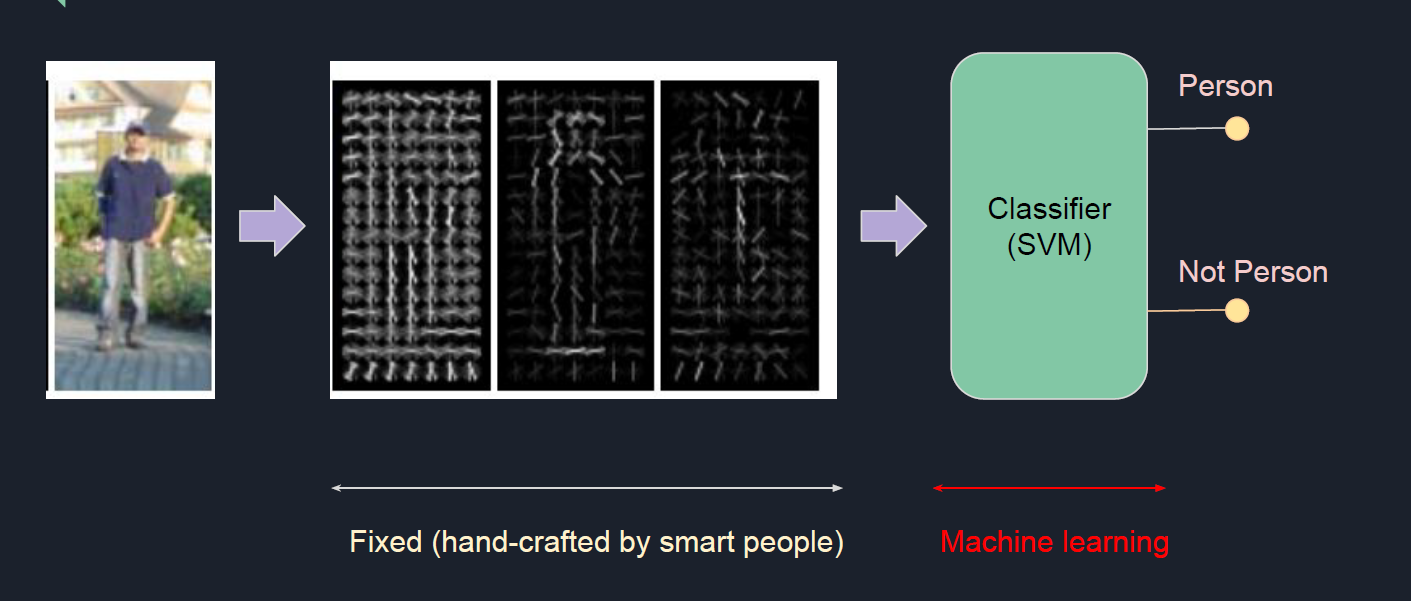 Person
Classifier
(SVM)
Not Person
Fixed (hand-crafted by smart people)
Machine learning